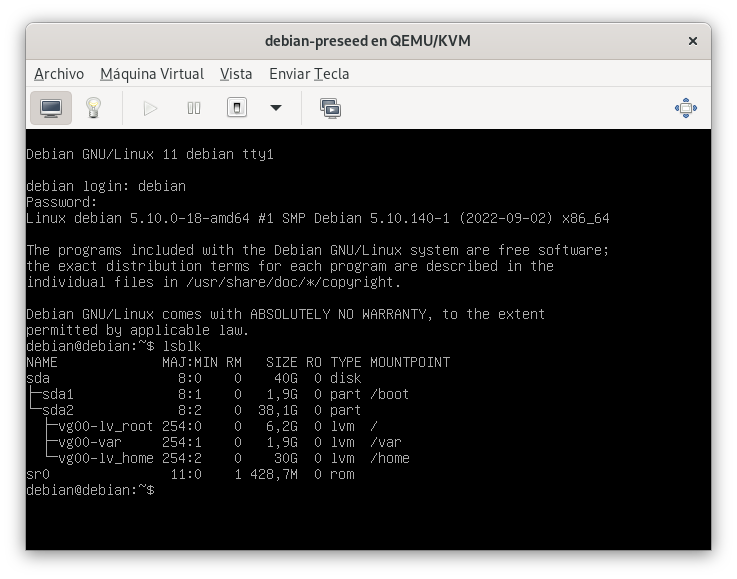 debian-preseed en QEMU/KVM
Archivo Máquina Virtual Vista Enviar Tecla
Debian GNU/Linux 11 debian tty1
debian login: debian
Password:
Linux debian 5.10.0-18-amd64 #1 SMP Debian 5.10.140-1 (2022-09-02) x86_64
The programs included with the Debian GNU/Linux system are free software;
the exact distribution terms for each program are described in the
individual files in /usr/share/doc/*/copyright.
Debian GNU/Linux comes with ABSOLUTELY NO WARRANTY, to the extent
permitted by applicable law.
debian@debian:~$ lsblk
NAME             MAJ:MIN RM   SIZE RO TYPE MOUNTPOINT
sda                8:0    0    40G  0 disk
├─sda1             8:1    0   1,9G  0 part /boot
└─sda2             8:2    0  38,1G  0 part
  ├─vg00-lv_root 254:0    0   6,2G  0 lvm  /
  ├─vg00-var     254:1    0   1,9G  0 lvm  /var
  └─vg00-lv_home 254:2    0    30G  0 lvm  /home
sr0               11:0    1 428,7M  0 rom
debian@debian:~$